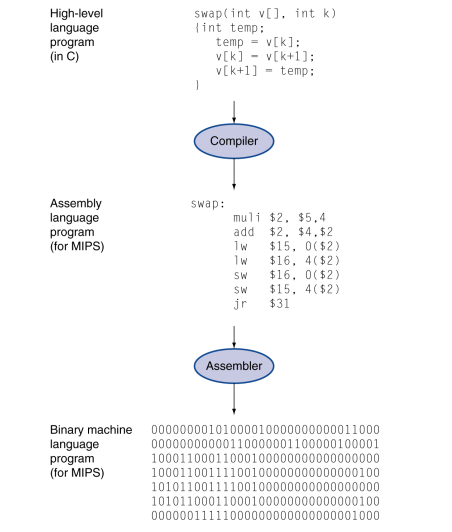 High-level swap(int v[], int k)
language {int temp;
program temp = v[k];
(in C) v[k] = v[k+1];
v[k+1] = temp;
}
Compiler
Assembly swap:
language muli $2, $5,4
program add $2, $4,$2
(for MIPS) lw $15, 0($2)
lw $16, 4($2)
sw $16, 0($2)
sw $15, 4($2)
jr $31
Assembler
Binary machine 00000000101000010000000000011000
language 00000000000110000001100000100001
program 10001100011000100000000000000000
(for MIPS) 10001100111100100000000000000100
10101100111100100000000000000000
10101100011000100000000000000100
00000011111000000000000000001000